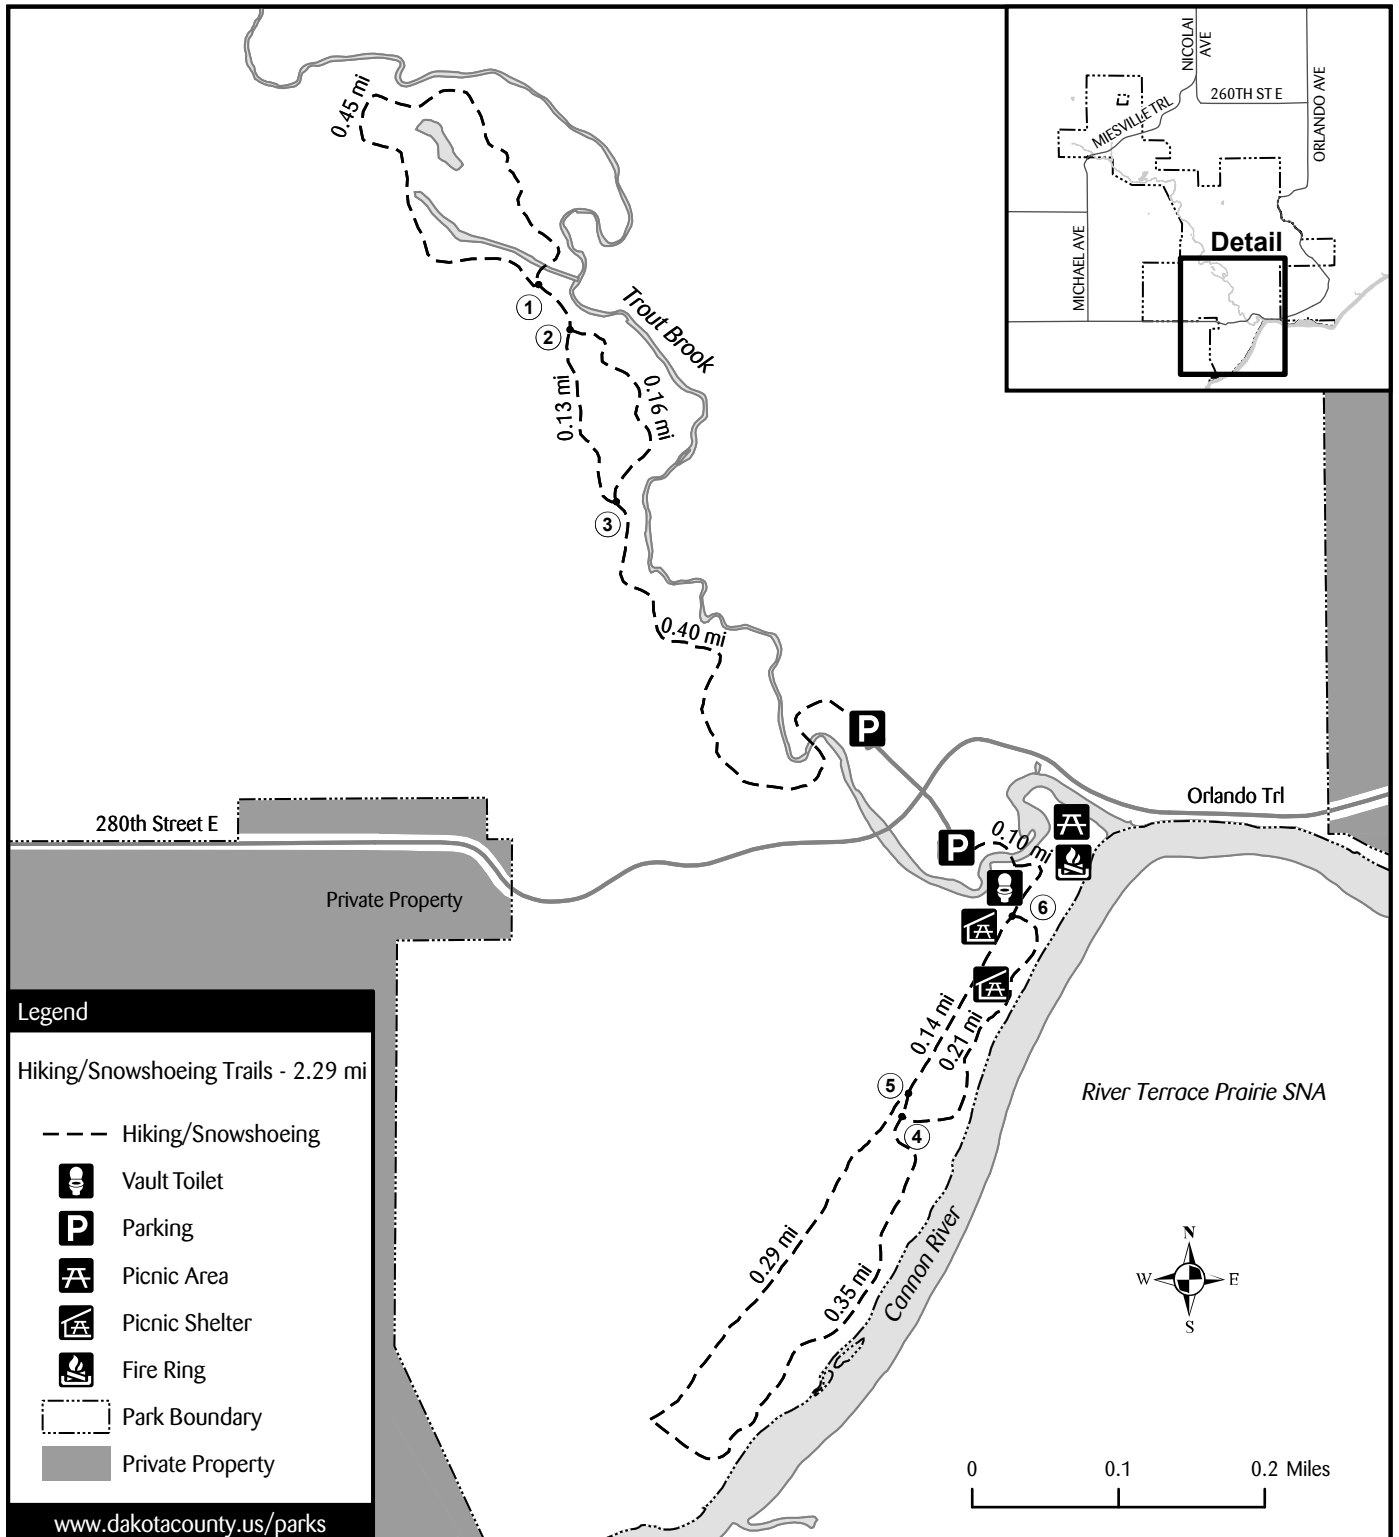 NICOLAI
AVE
260TH ST E
ORLANDO AVE
MIESVILLE TRL
MICHAEL AVE
Detail
0.45 mi
1
2
Trout Brook
0.13 mi
0.16 mi
3
0.40 mi
P
Orlando Trl
280th Street E
P
0.10 mi
Private Property
6
0.14 mi
0.21 mi
5
4
River Terrace Prairie SNA
0.29 mi
0.35 mi
Cannon River
N
W
E
S
0
0.1
0.2 Miles
Legend
Hiking/Snowshoeing Trails - 2.29 mi
Hiking/Snowshoeing
Vault Toilet
P Parking
Picnic Area
Picnic Shelter
Fire Ring
Park Boundary
Private Property
www.dakotacounty.us/parks